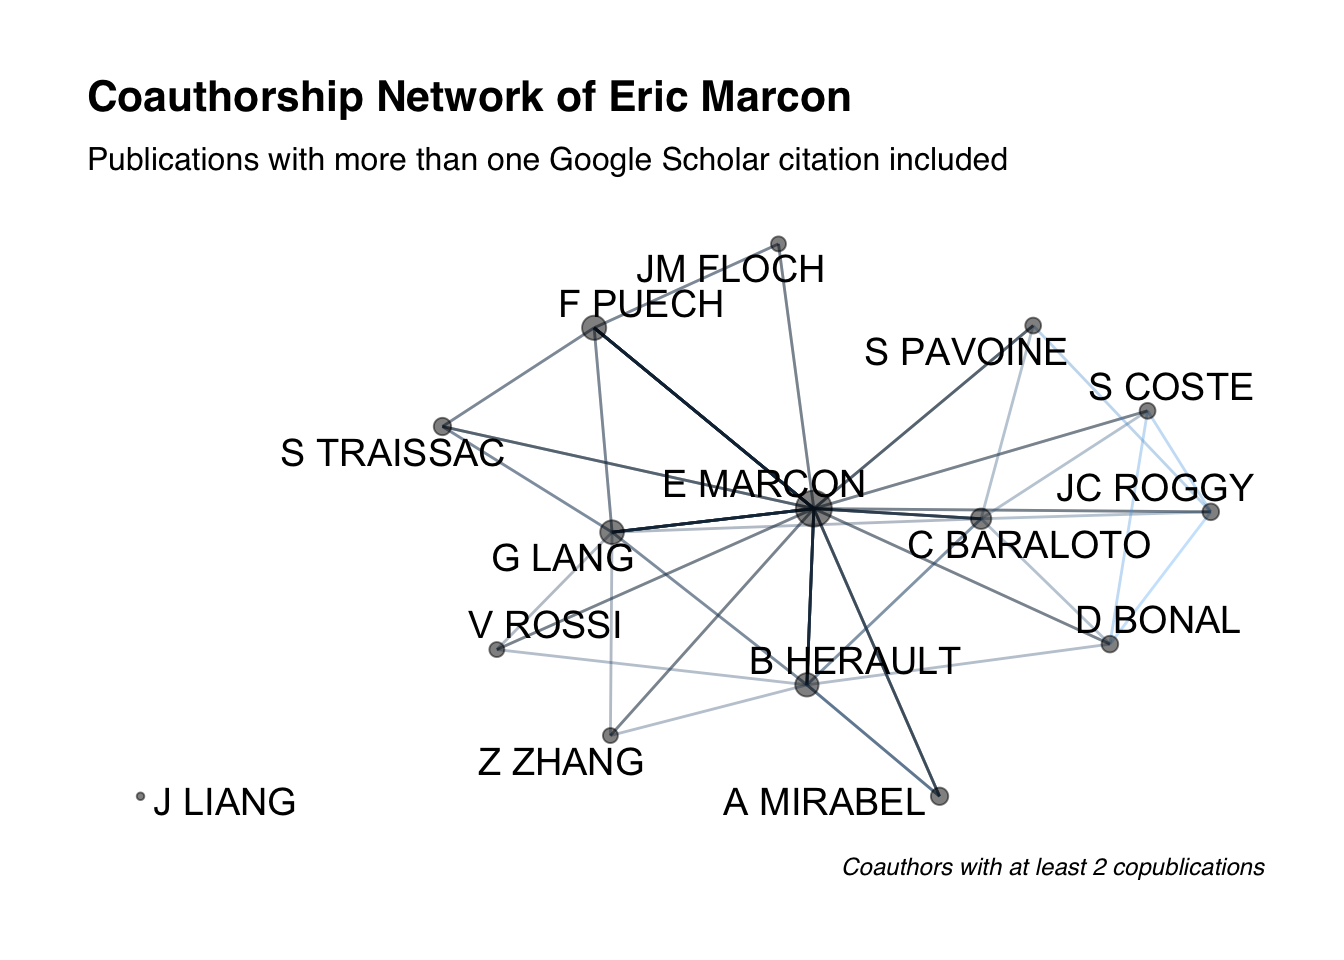 Coauthorship Network of Eric Marcon
Publications with more than one Google Scholar citation included
JM FLOCH
F PUECH
S PAVOINE
S COSTE
S TRAISSAC
E MARCON
JC ROGGY
G LANG
C BARALOTO
V ROSSI
D BONAL
B HERAULT
Z ZHANG
J LIANG
A MIRABEL
Coauthors with at least 2 copublications